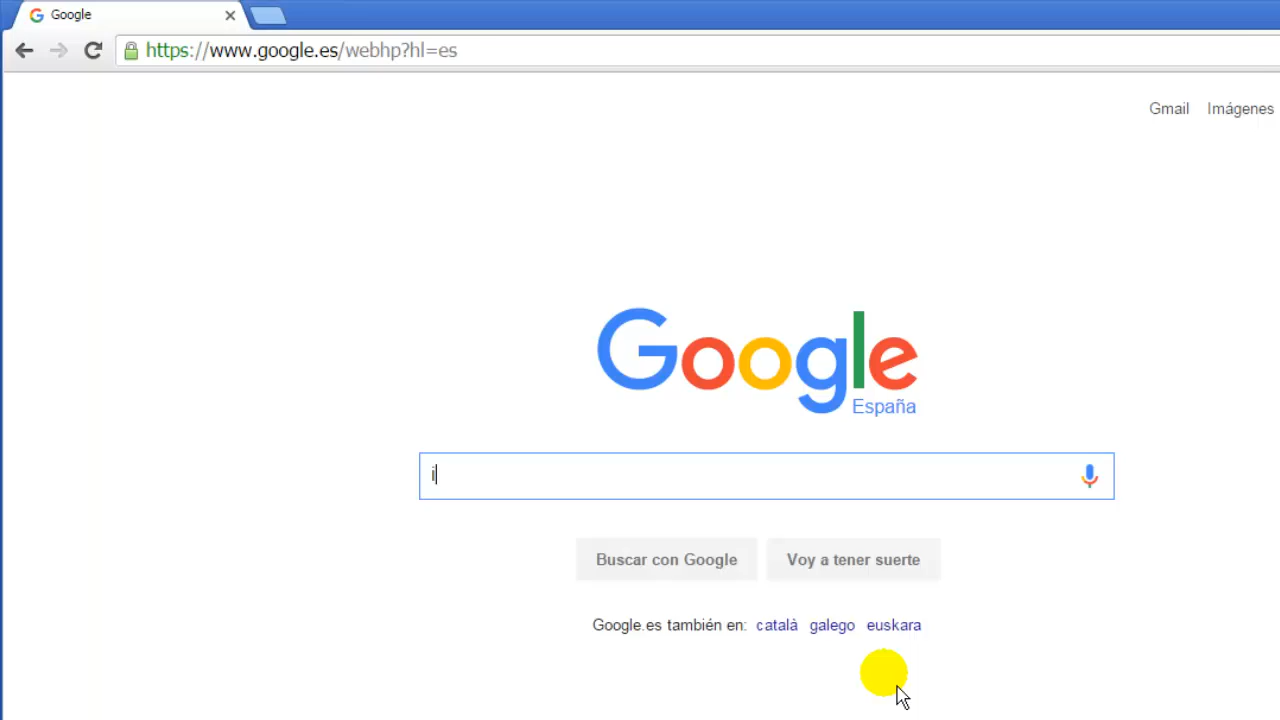 Google
https://www.google.es/webhp?hl=es
Gmail Imágenes
Google
España
i
Buscar con Google Voy a tener suerte
Google.es también en: català galego euskara